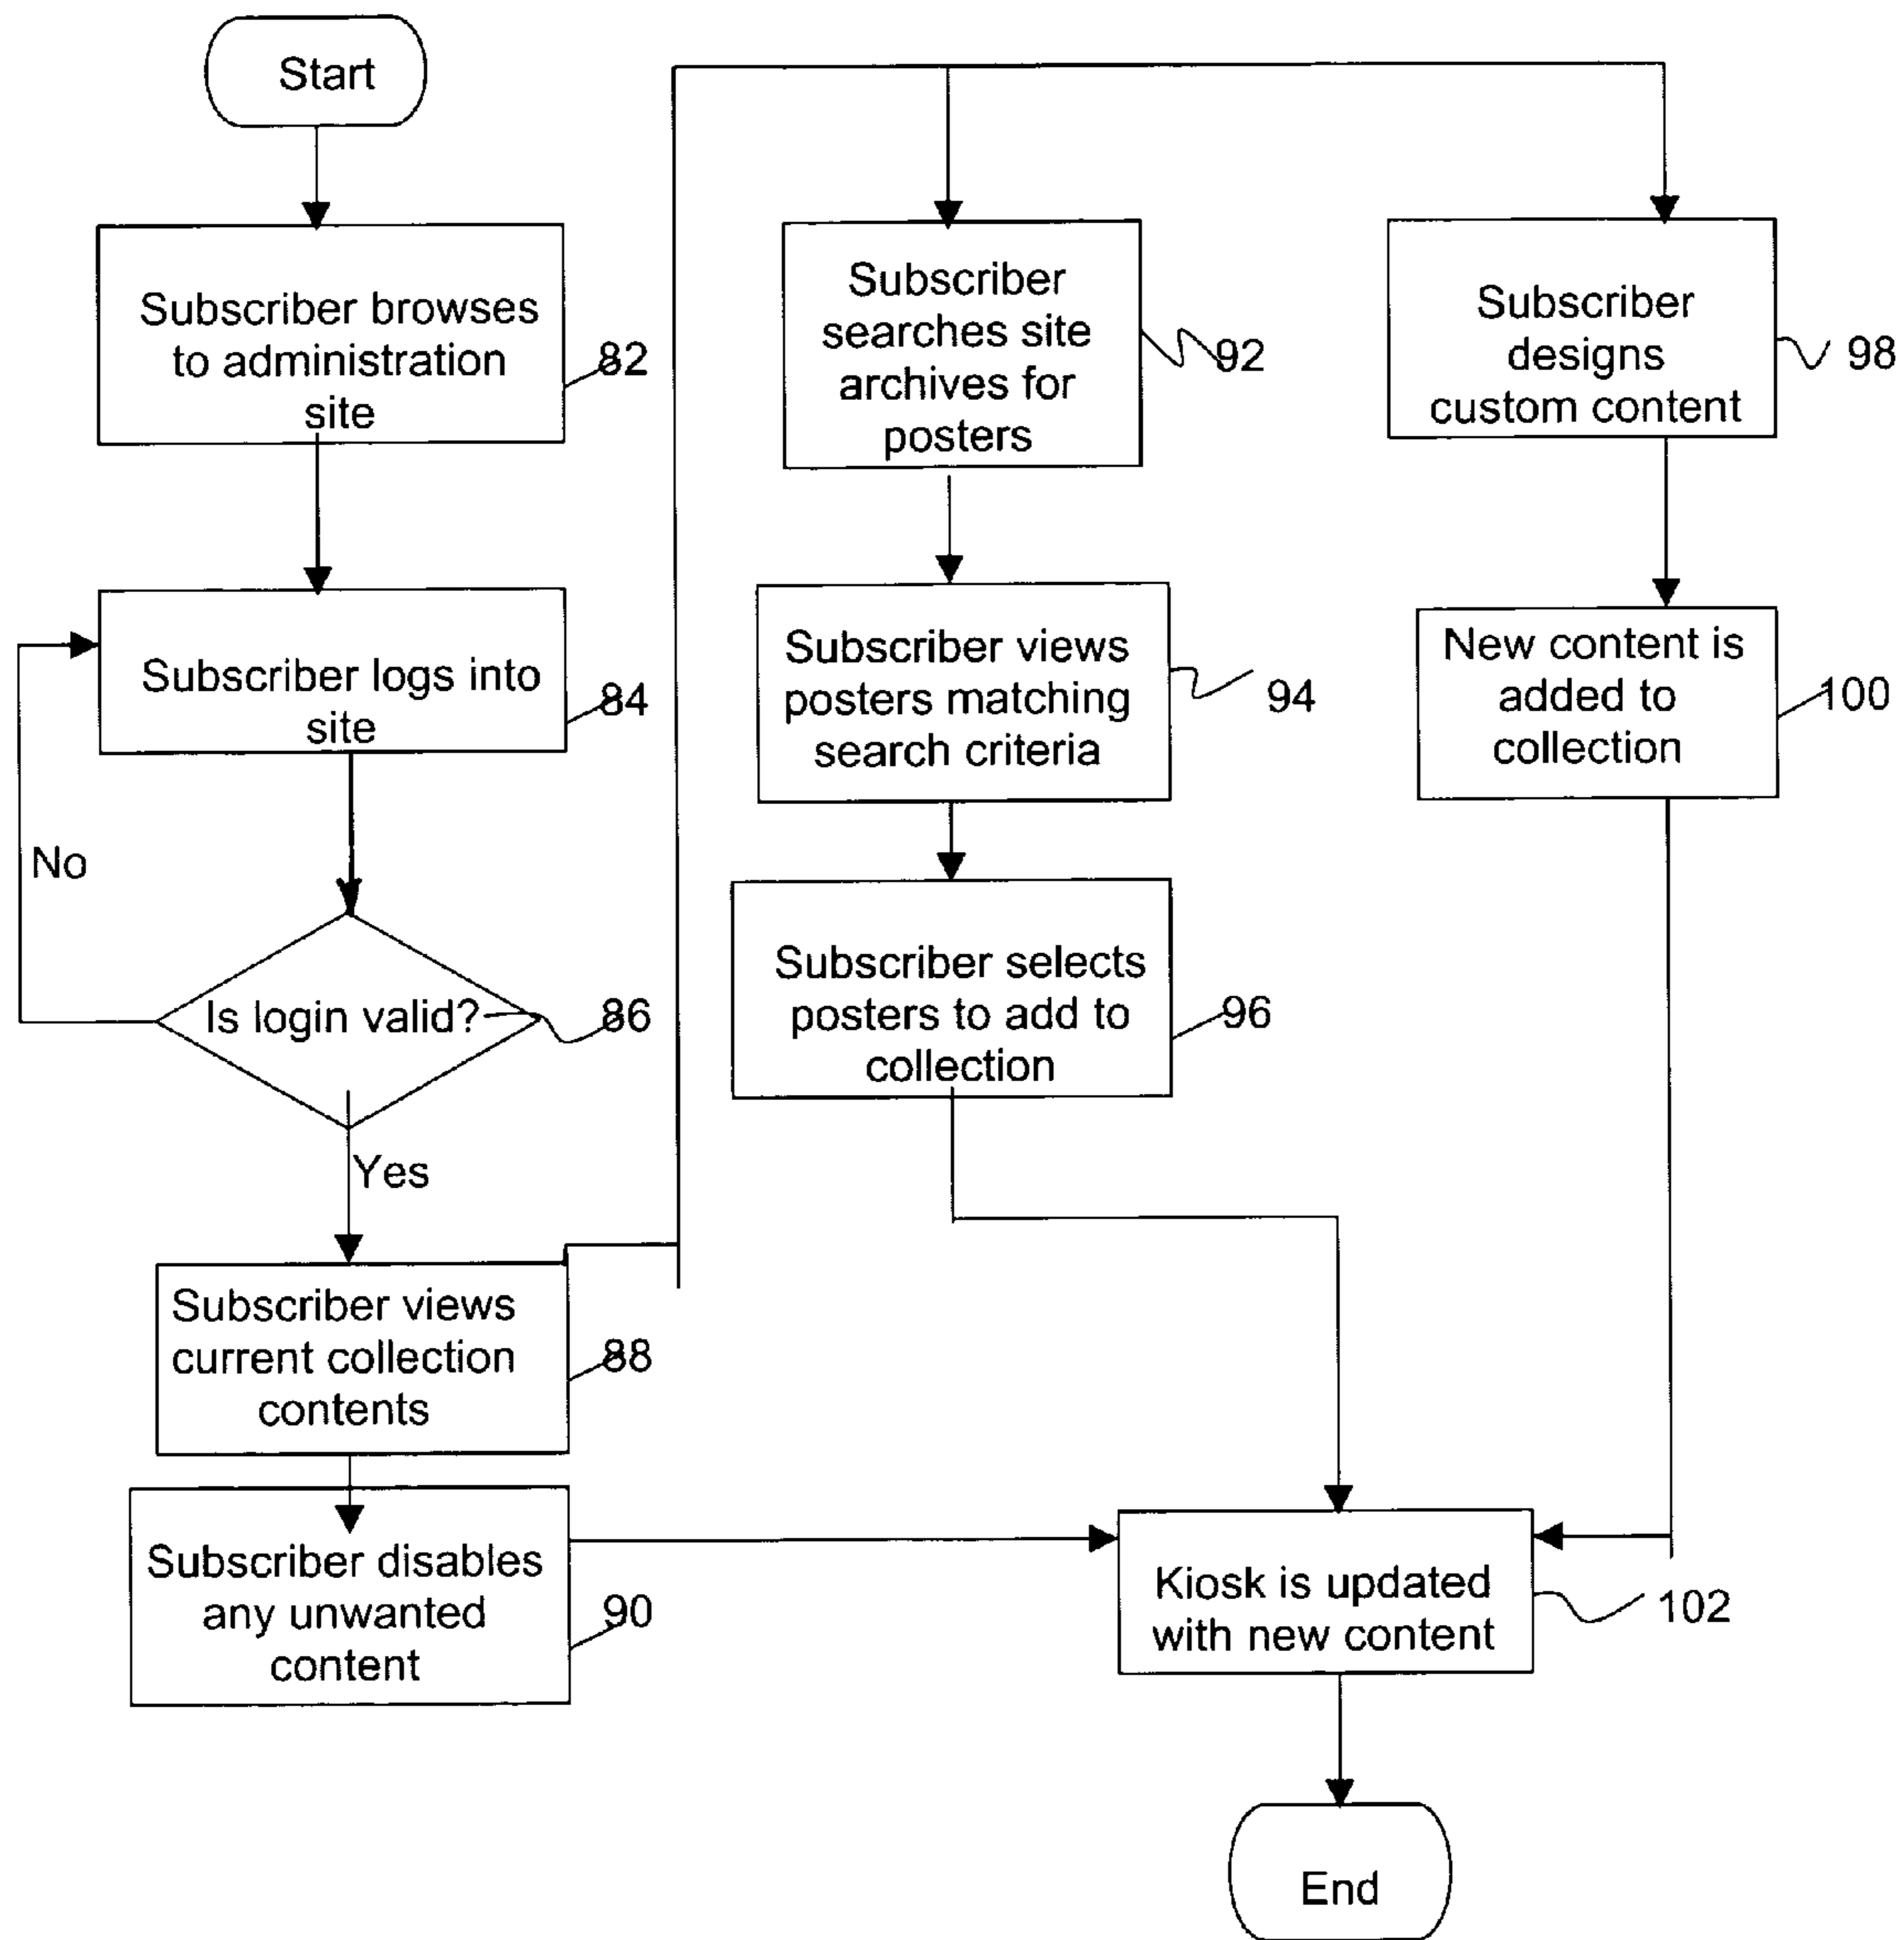 Start
Subscriber browses
to administration
site
82
Subscriber logs into
site
84
No
Is login valid?
86
Yes
Subscriber views
current collection
contents
88
Subscriber disables
any unwanted
content
90
Subscriber
searches site
archives for
posters
92
Subscriber views
posters matching
search criteria
94
Subscriber selects
posters to add to
collection
96
Subscriber
designs
custom content
98
New content is
added to
collection
100
Kiosk is updated
with new content
102
End